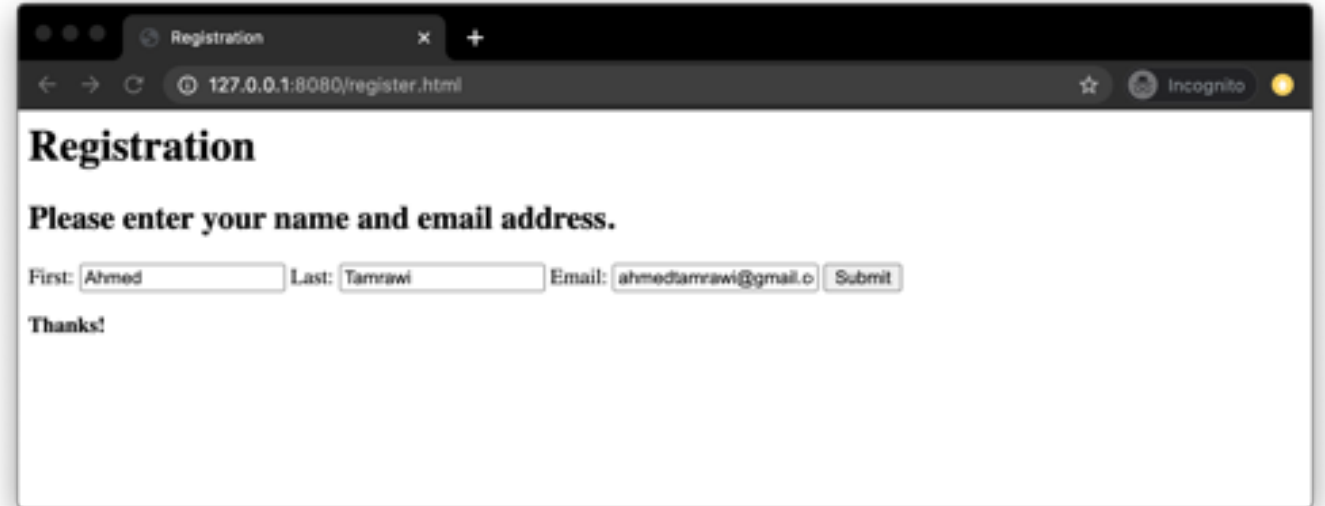 Registration
127.0.0.1:8080/register.html Incognito
Registration
Please enter your name and email address.
First: Ahmed Last: Tamrawi Email: ahmedtamrawi@gmail.c Submit
Thanks!